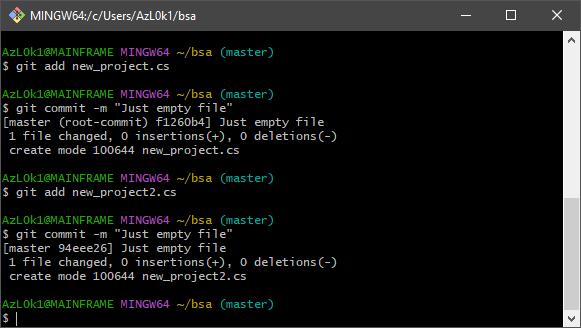 MINGW64:/c/Users/AzL0k1/bsa
AzL0k1@MAINFRAME MINGW64 ~/bsa (master)
$ git add new_project.cs
AzL0k1@MAINFRAME MINGW64 ~/bsa (master)
$ git commit -m "Just empty file"
[master (root-commit) f1260b4] Just empty file
 1 file changed, 0 insertions(+), 0 deletions(-)
 create mode 100644 new_project.cs
AzL0k1@MAINFRAME MINGW64 ~/bsa (master)
$ git add new_project2.cs
AzL0k1@MAINFRAME MINGW64 ~/bsa (master)
$ git commit -m "Just empty file"
[master 94eee26] Just empty file
 1 file changed, 0 insertions(+), 0 deletions(-)
 create mode 100644 new_project2.cs
AzL0k1@MAINFRAME MINGW64 ~/bsa (master)
$